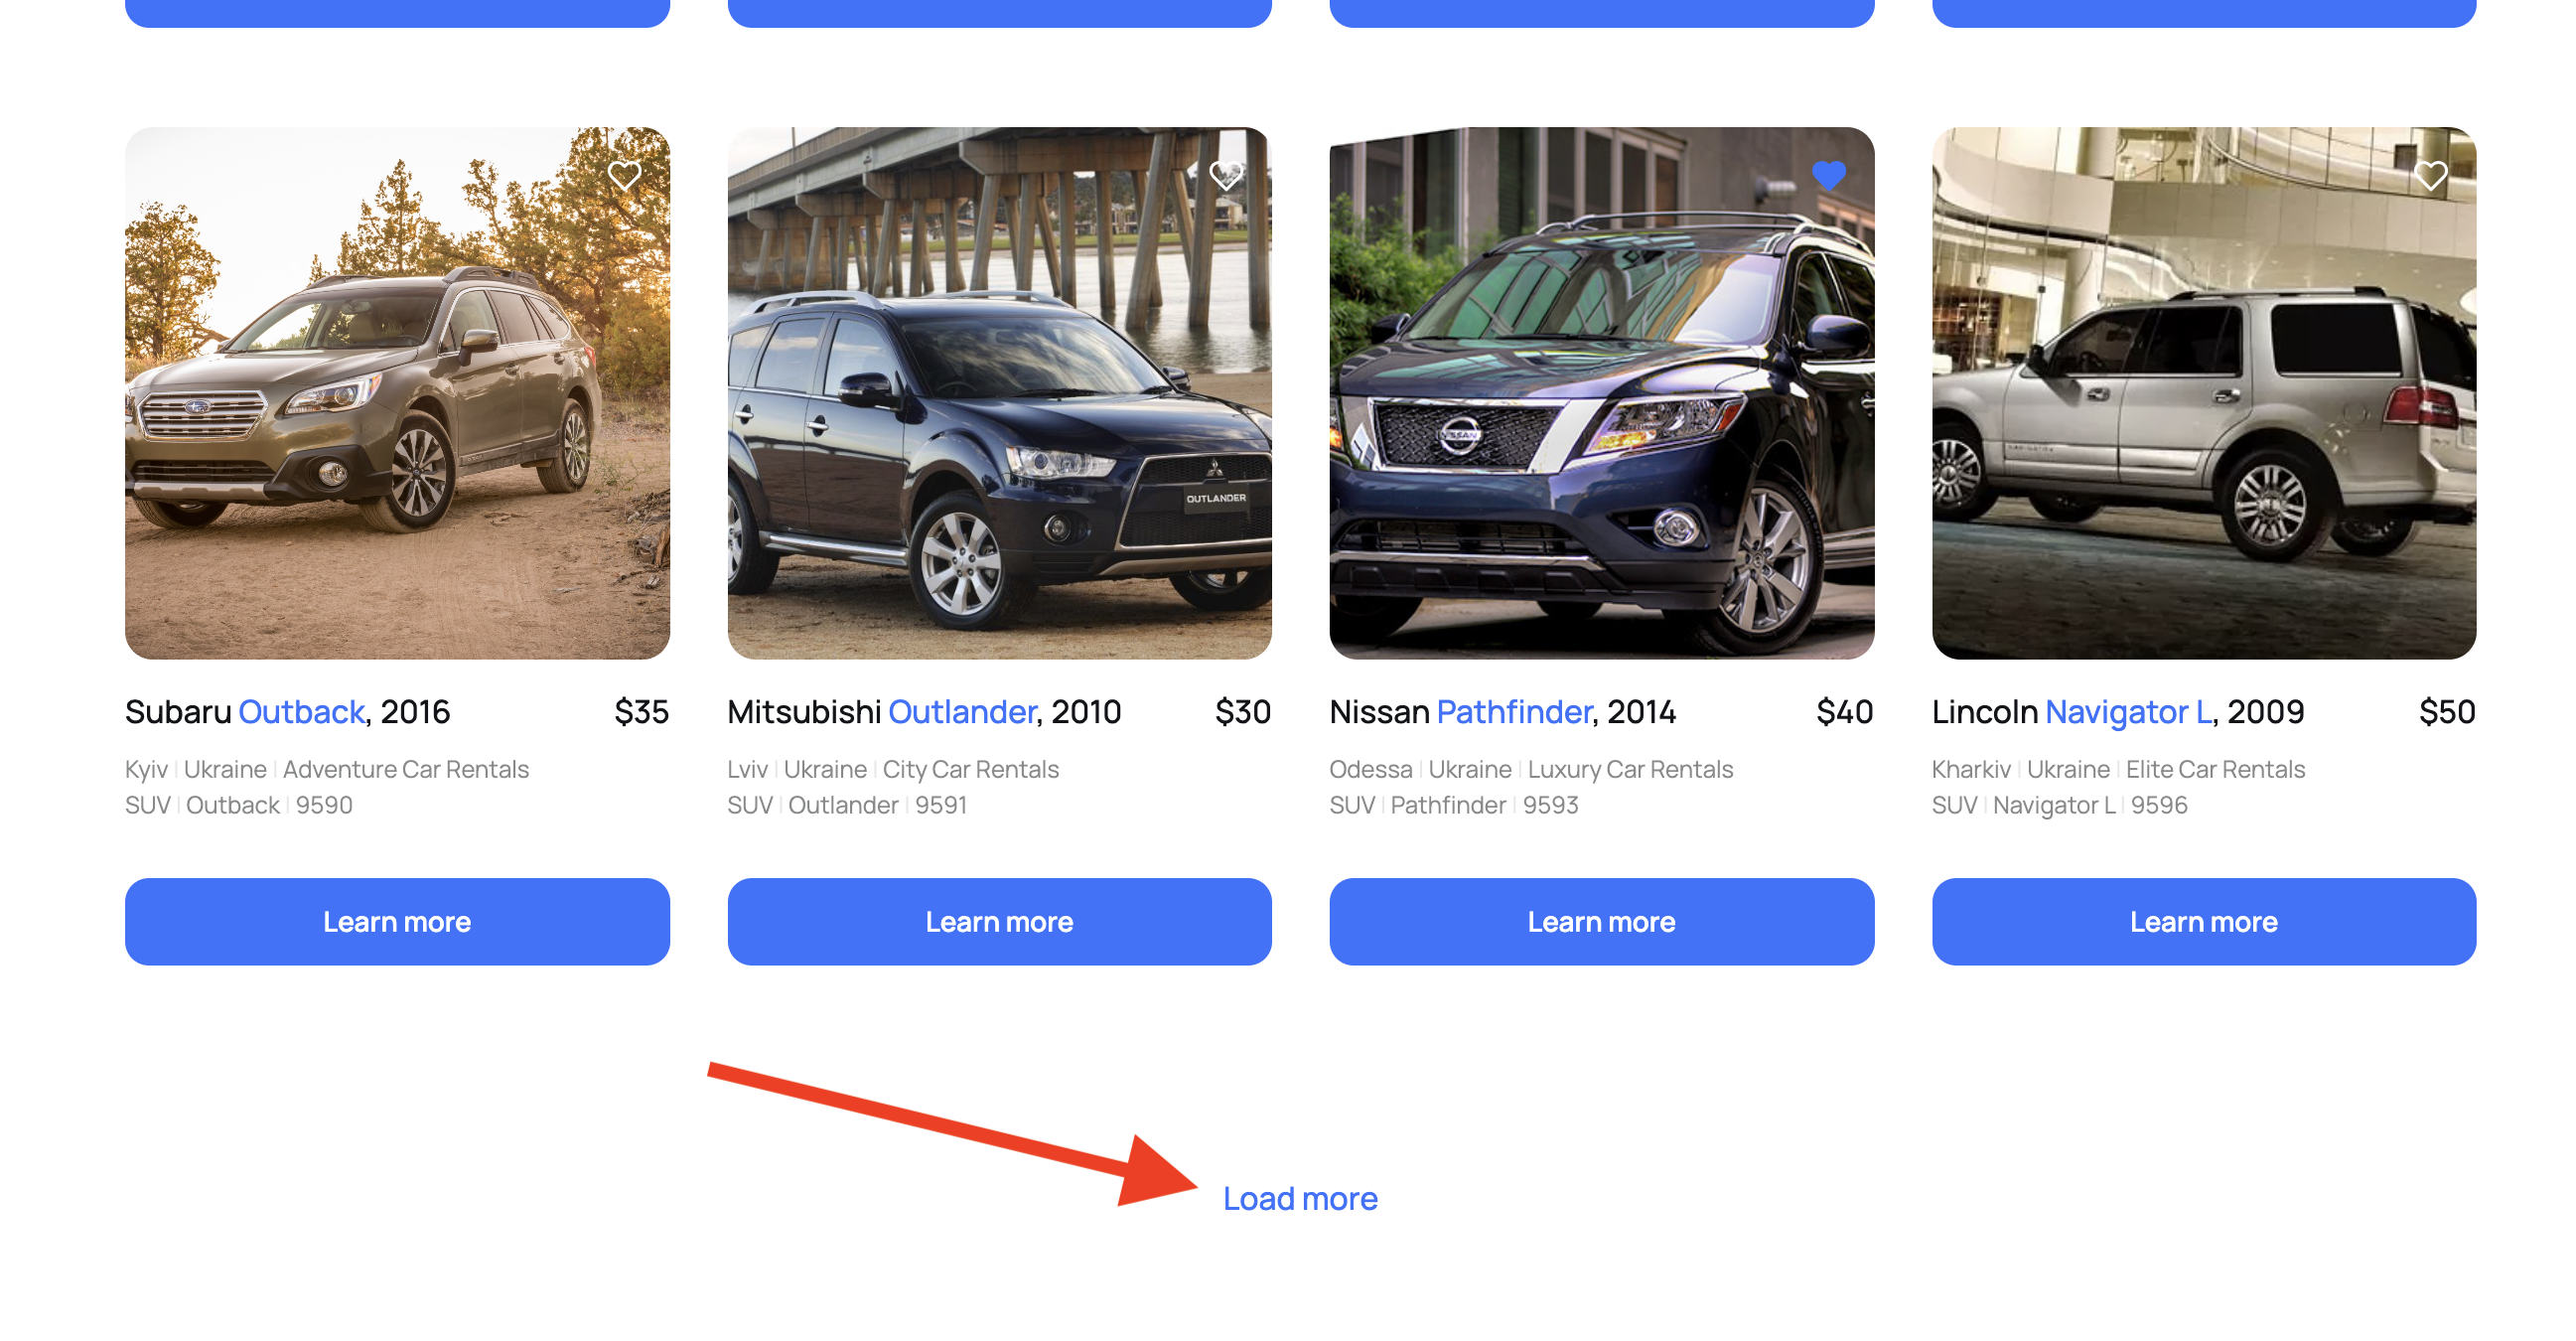 OUTLANDER
NISSAN
NAVIGATOR
Subaru Outback, 2016 $35
Kyiv | Ukraine | Adventure Car Rentals
SUV | Outback | 9590
Learn more
Mitsubishi Outlander, 2010 $30
Lviv | Ukraine | City Car Rentals
SUV | Outlander | 9591
Learn more
Nissan Pathfinder, 2014 $40
Odessa | Ukraine | Luxury Car Rentals
SUV | Pathfinder | 9593
Learn more
Lincoln Navigator L, 2009 $50
Kharkiv | Ukraine | Elite Car Rentals
SUV | Navigator L | 9596
Learn more
Load more